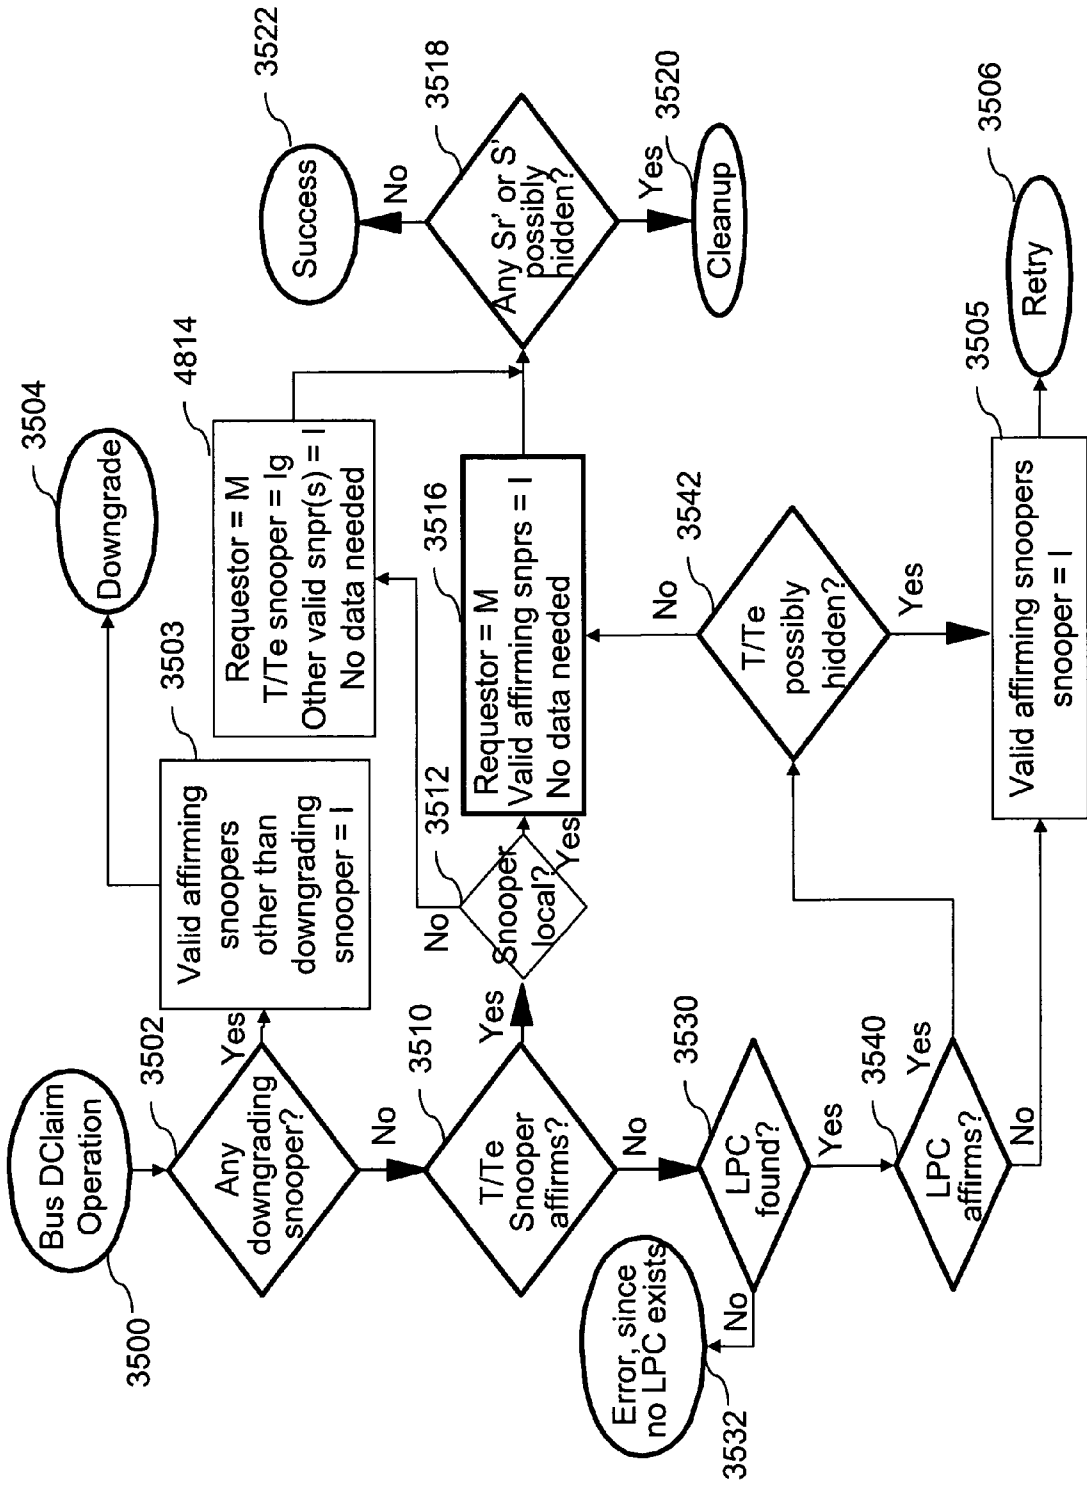 3500
Bus DClaim
Operation
3502
Any
downgrading
snooper?
Yes
No
3503
Valid affirming
snoopers
other than
downgrading
snooper = I
3504
Downgrade
3510
T/Te
Snooper
affirms?
Yes
No
3512
Snooper
local?
No
Yes
4814
Requestor = M
T/Te snooper = Ig
Other valid snpr(s) = I
No data needed
3516
Requestor = M
Valid affirming snprs = I
No data needed
3518
Any Sr' or S'
possibly
hidden?
No
Yes
3522
Success
3520
Cleanup
3530
LPC
found?
No
Yes
3532
Error, since
no LPC exists
3540
LPC
affirms?
Yes
No
3542
T/Te
possibly
hidden?
No
Yes
3505
Valid affirming snoopers
snooper = I
3506
Retry